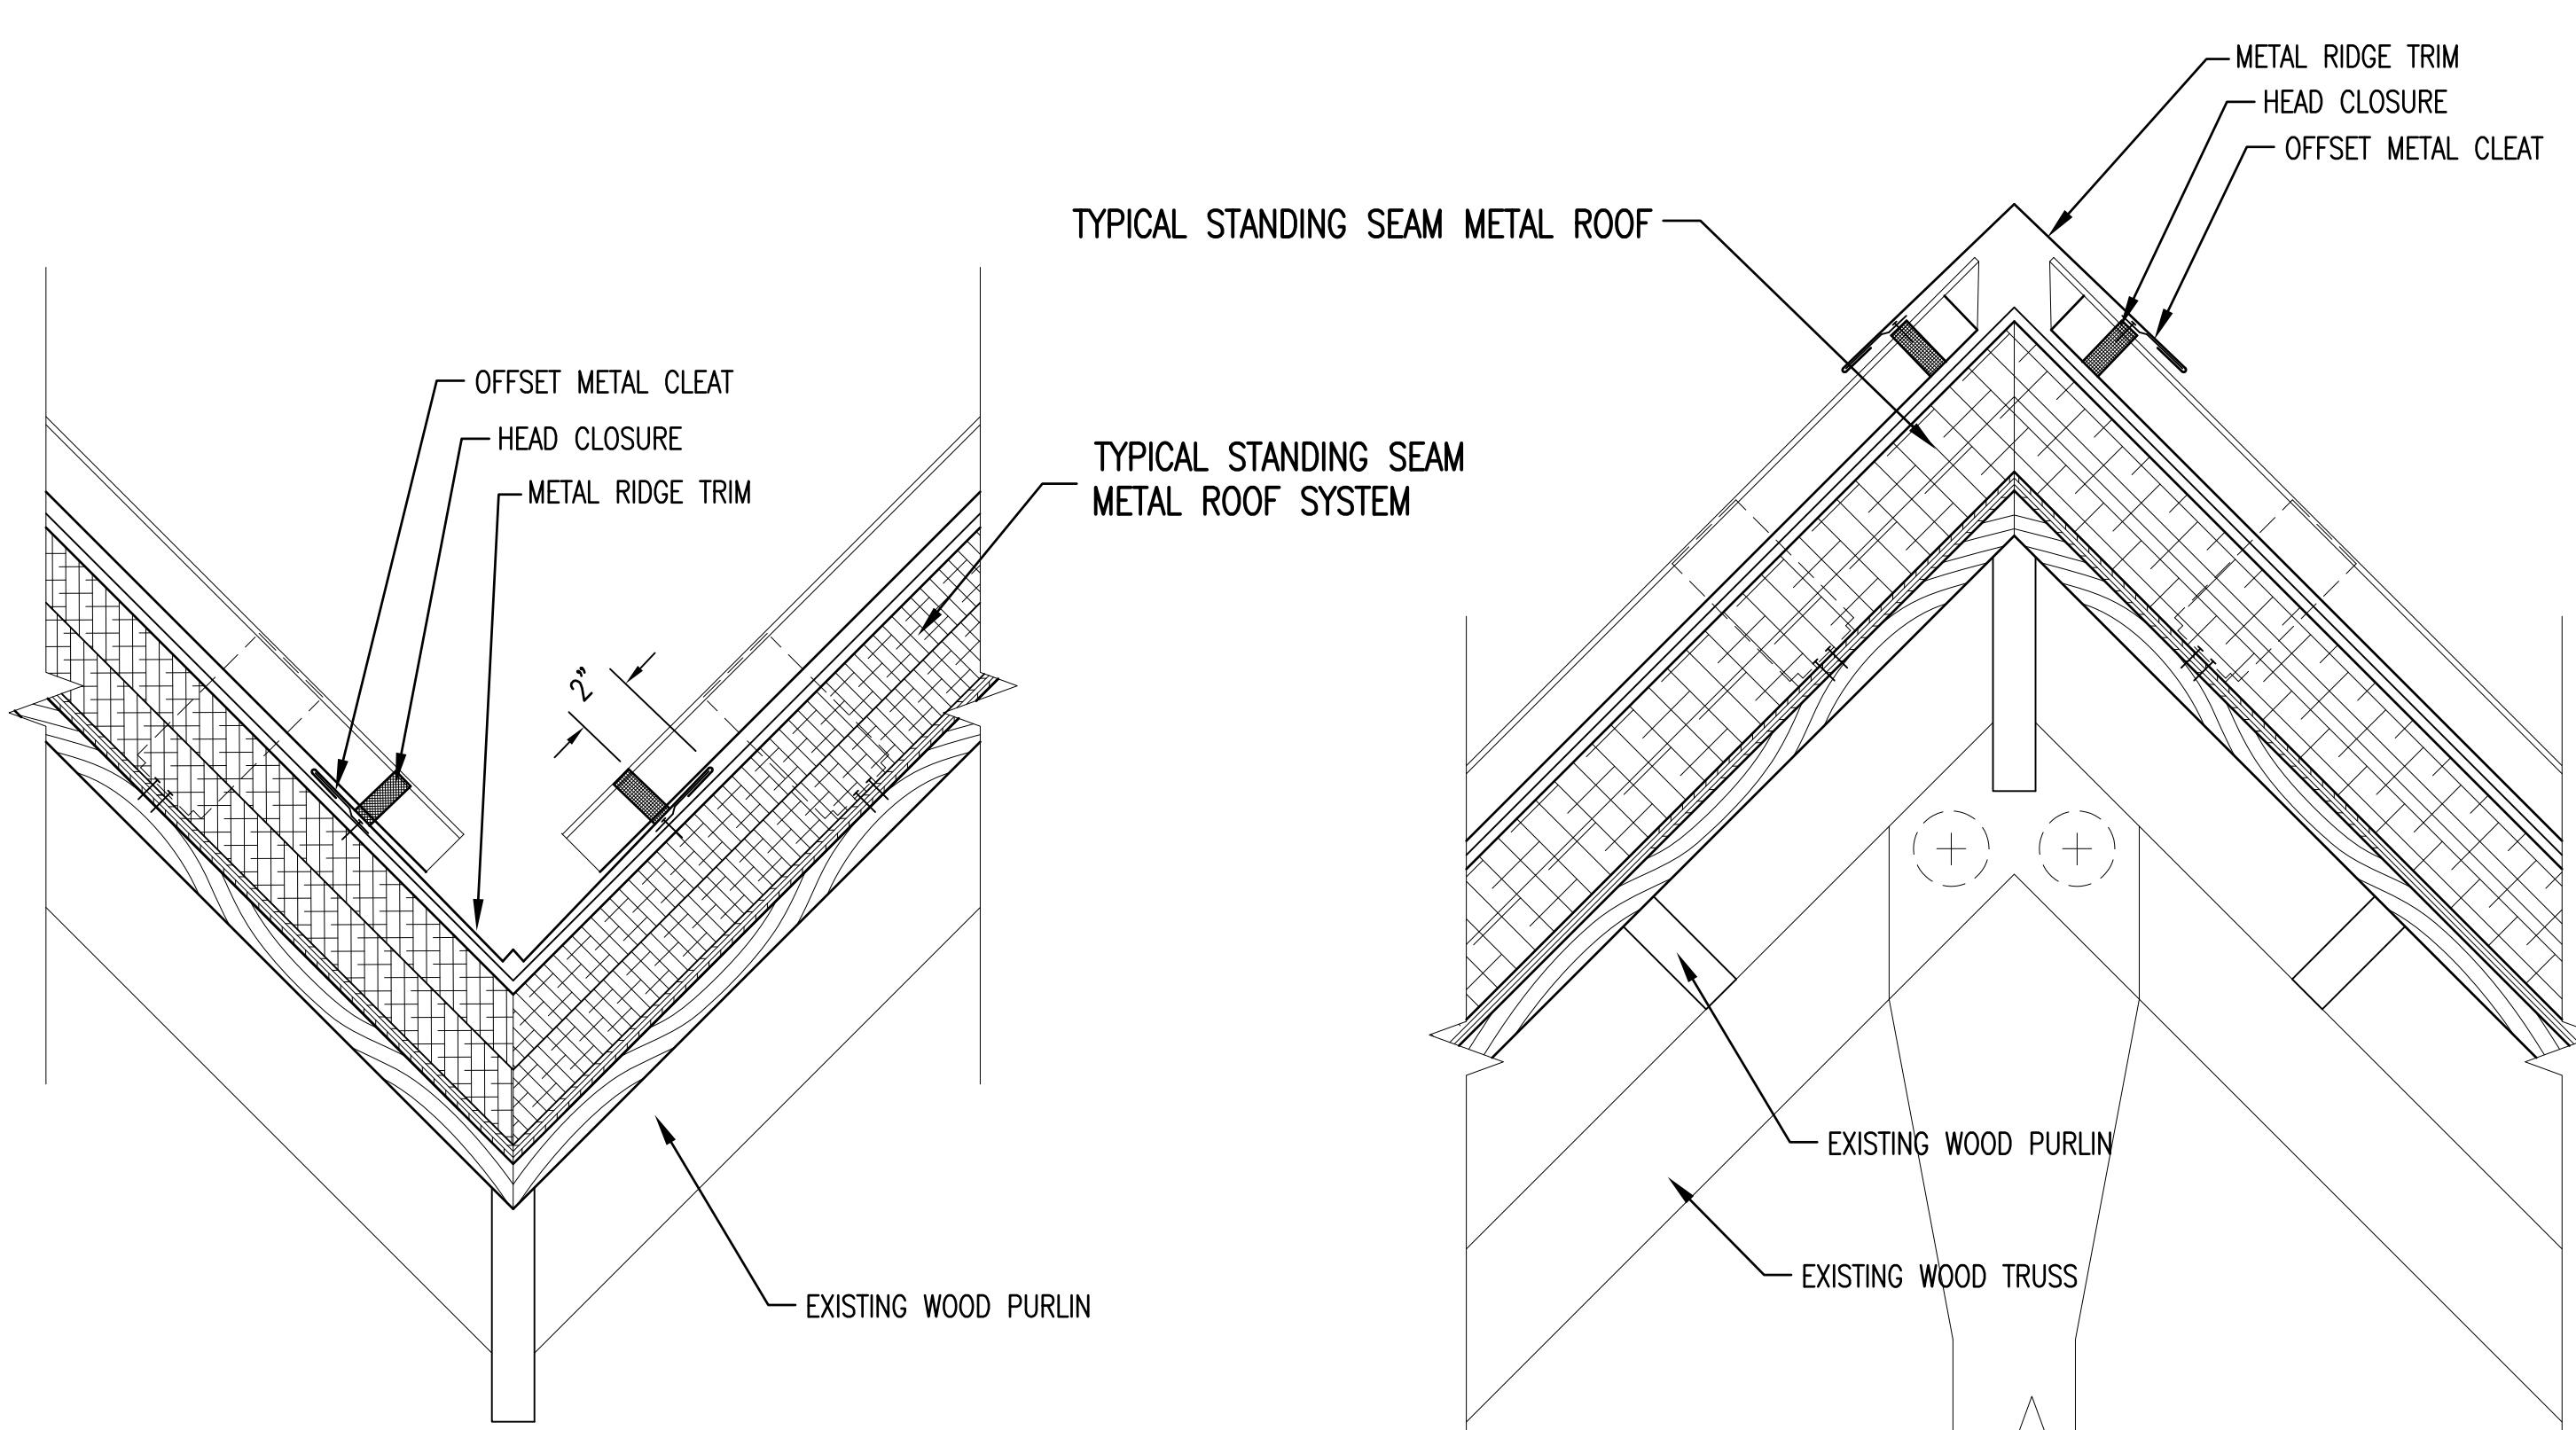 OFFSET METAL CLEAT
HEAD CLOSURE
METAL RIDGE TRIM
TYPICAL STANDING SEAM
METAL ROOF SYSTEM
2"
EXISTING WOOD PURLIN
METAL RIDGE TRIM
HEAD CLOSURE
OFFSET METAL CLEAT
TYPICAL STANDING SEAM METAL ROOF
EXISTING WOOD PURLIN
EXISTING WOOD TRUSS